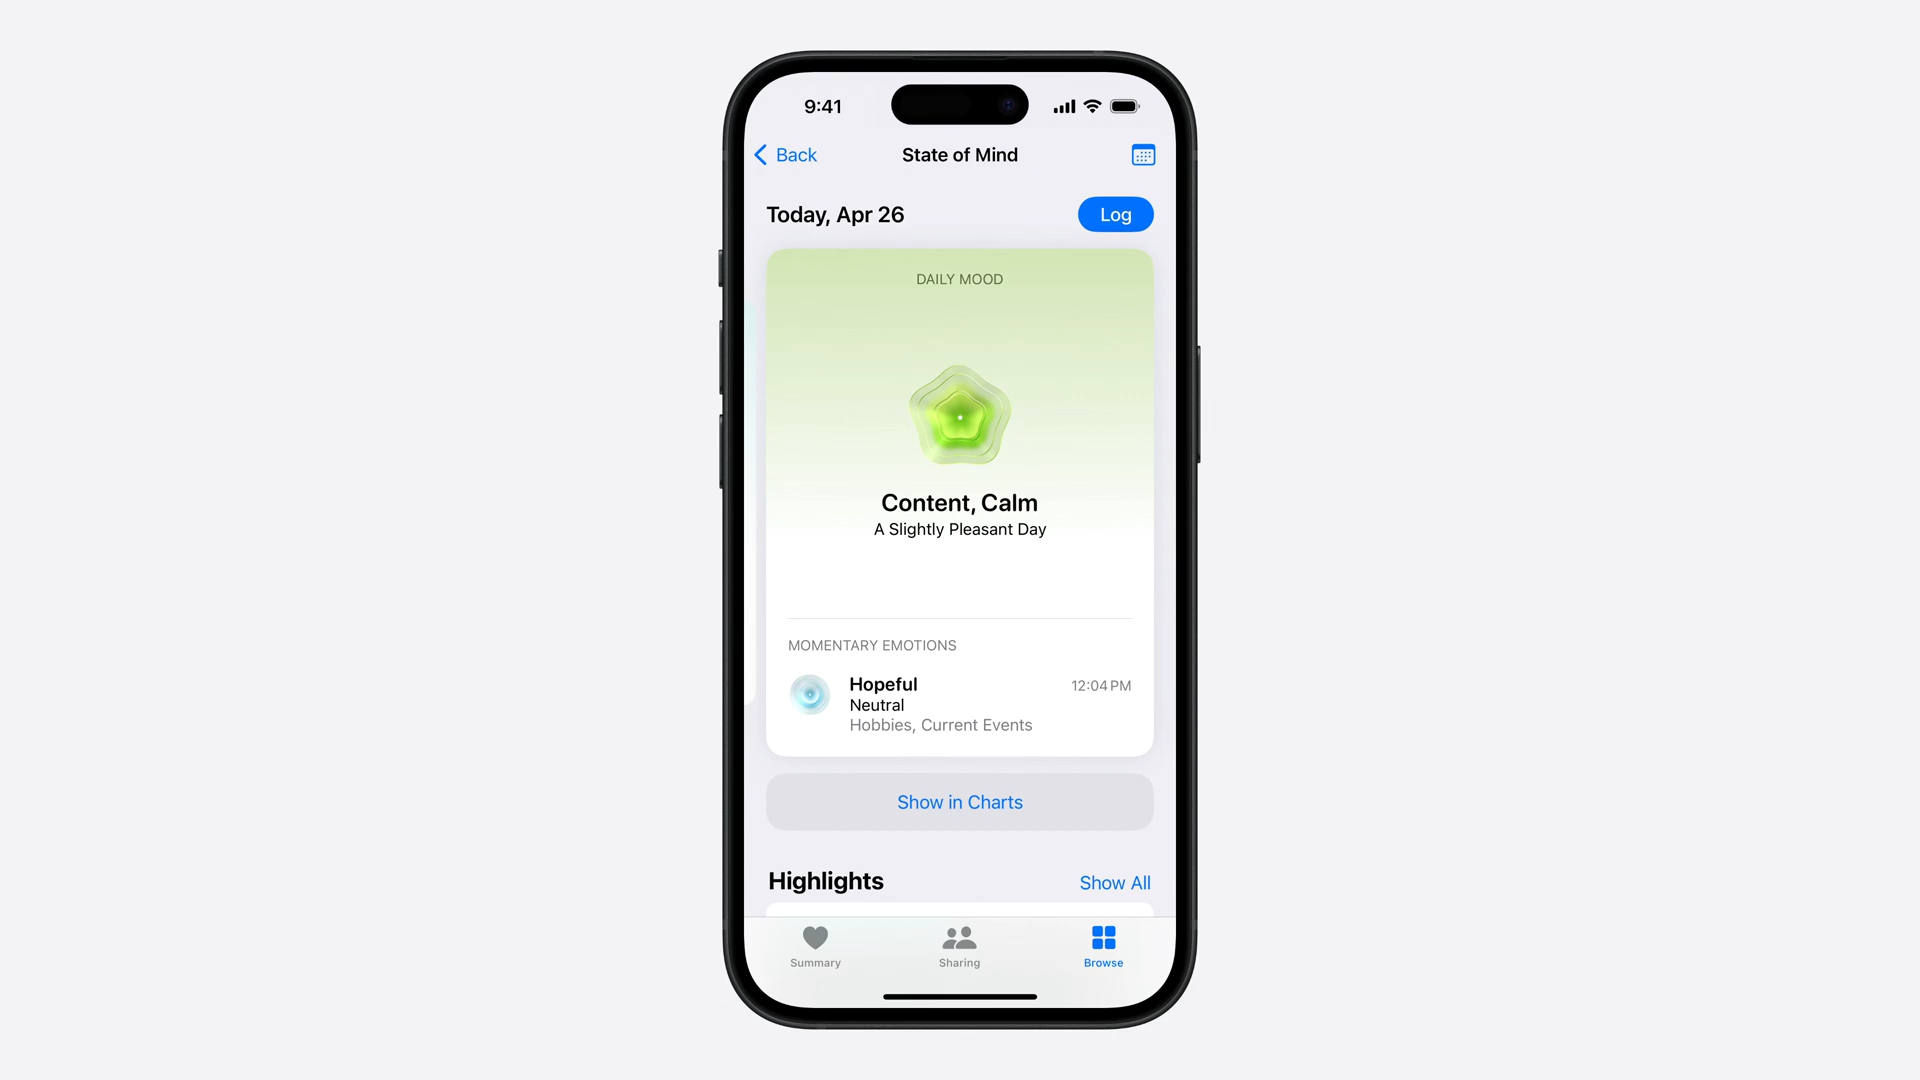 9:41
Back
State of Mind
Today, Apr 26
Log
DAILY MOOD
Content, Calm
A Slightly Pleasant Day
MOMENTARY EMOTIONS
Hopeful
12:04 PM
Neutral
Hobbies, Current Events
Show in Charts
Highlights
Show All
Summary
Sharing
Browse